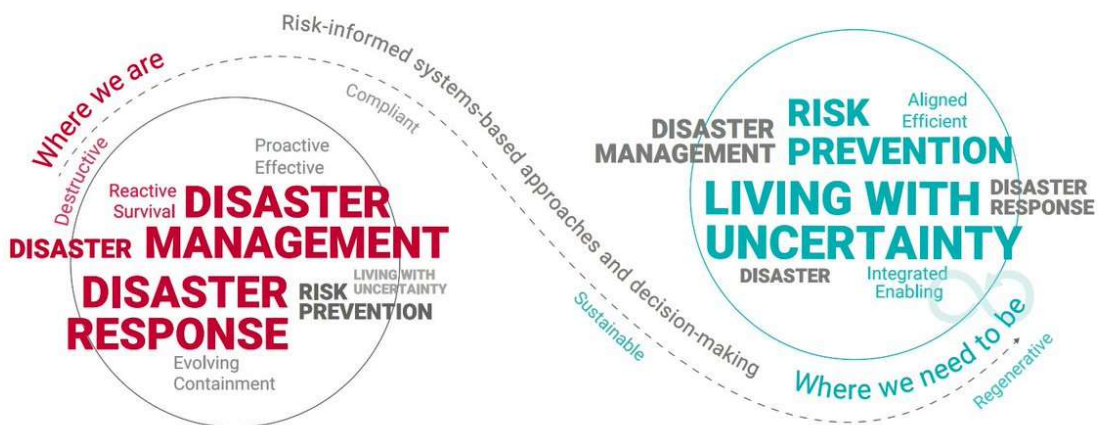 Where we are
Destructive
Proactive
Effective
Reactive
Survival
DISASTER
MANAGEMENT
DISASTER
DISASTER
RESPONSE
RISK
PREVENTION
LIVING WITH
UNCERTAINTY
Evolving
Containment
Risk-informed systems-based approaches and decision-making
Compliant
Sustainable
DISASTER
MANAGEMENT
RISK
PREVENTION
Aligned
Efficient
LIVING WITH
UNCERTAINTY
DISASTER
RESPONSE
DISASTER
Integrated
Enabling
Where we need to be
Regenerative